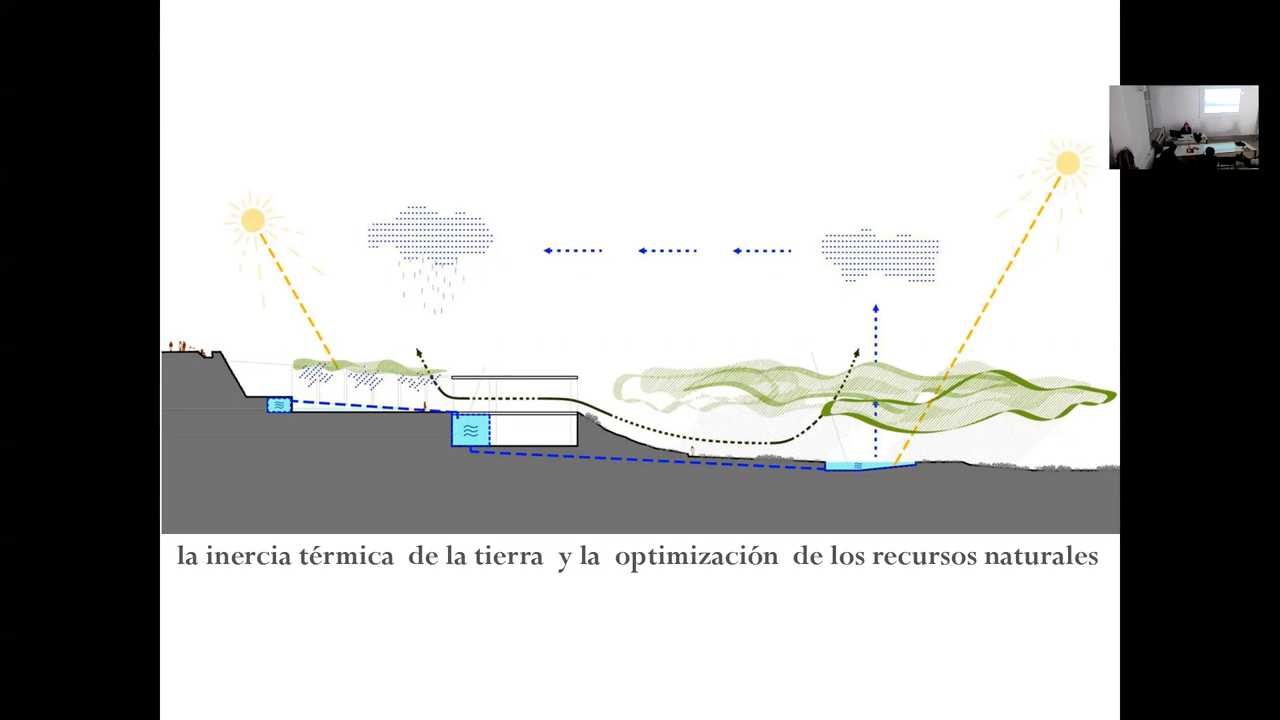 la inercia térmica de la tierra y la optimización de los recursos naturales